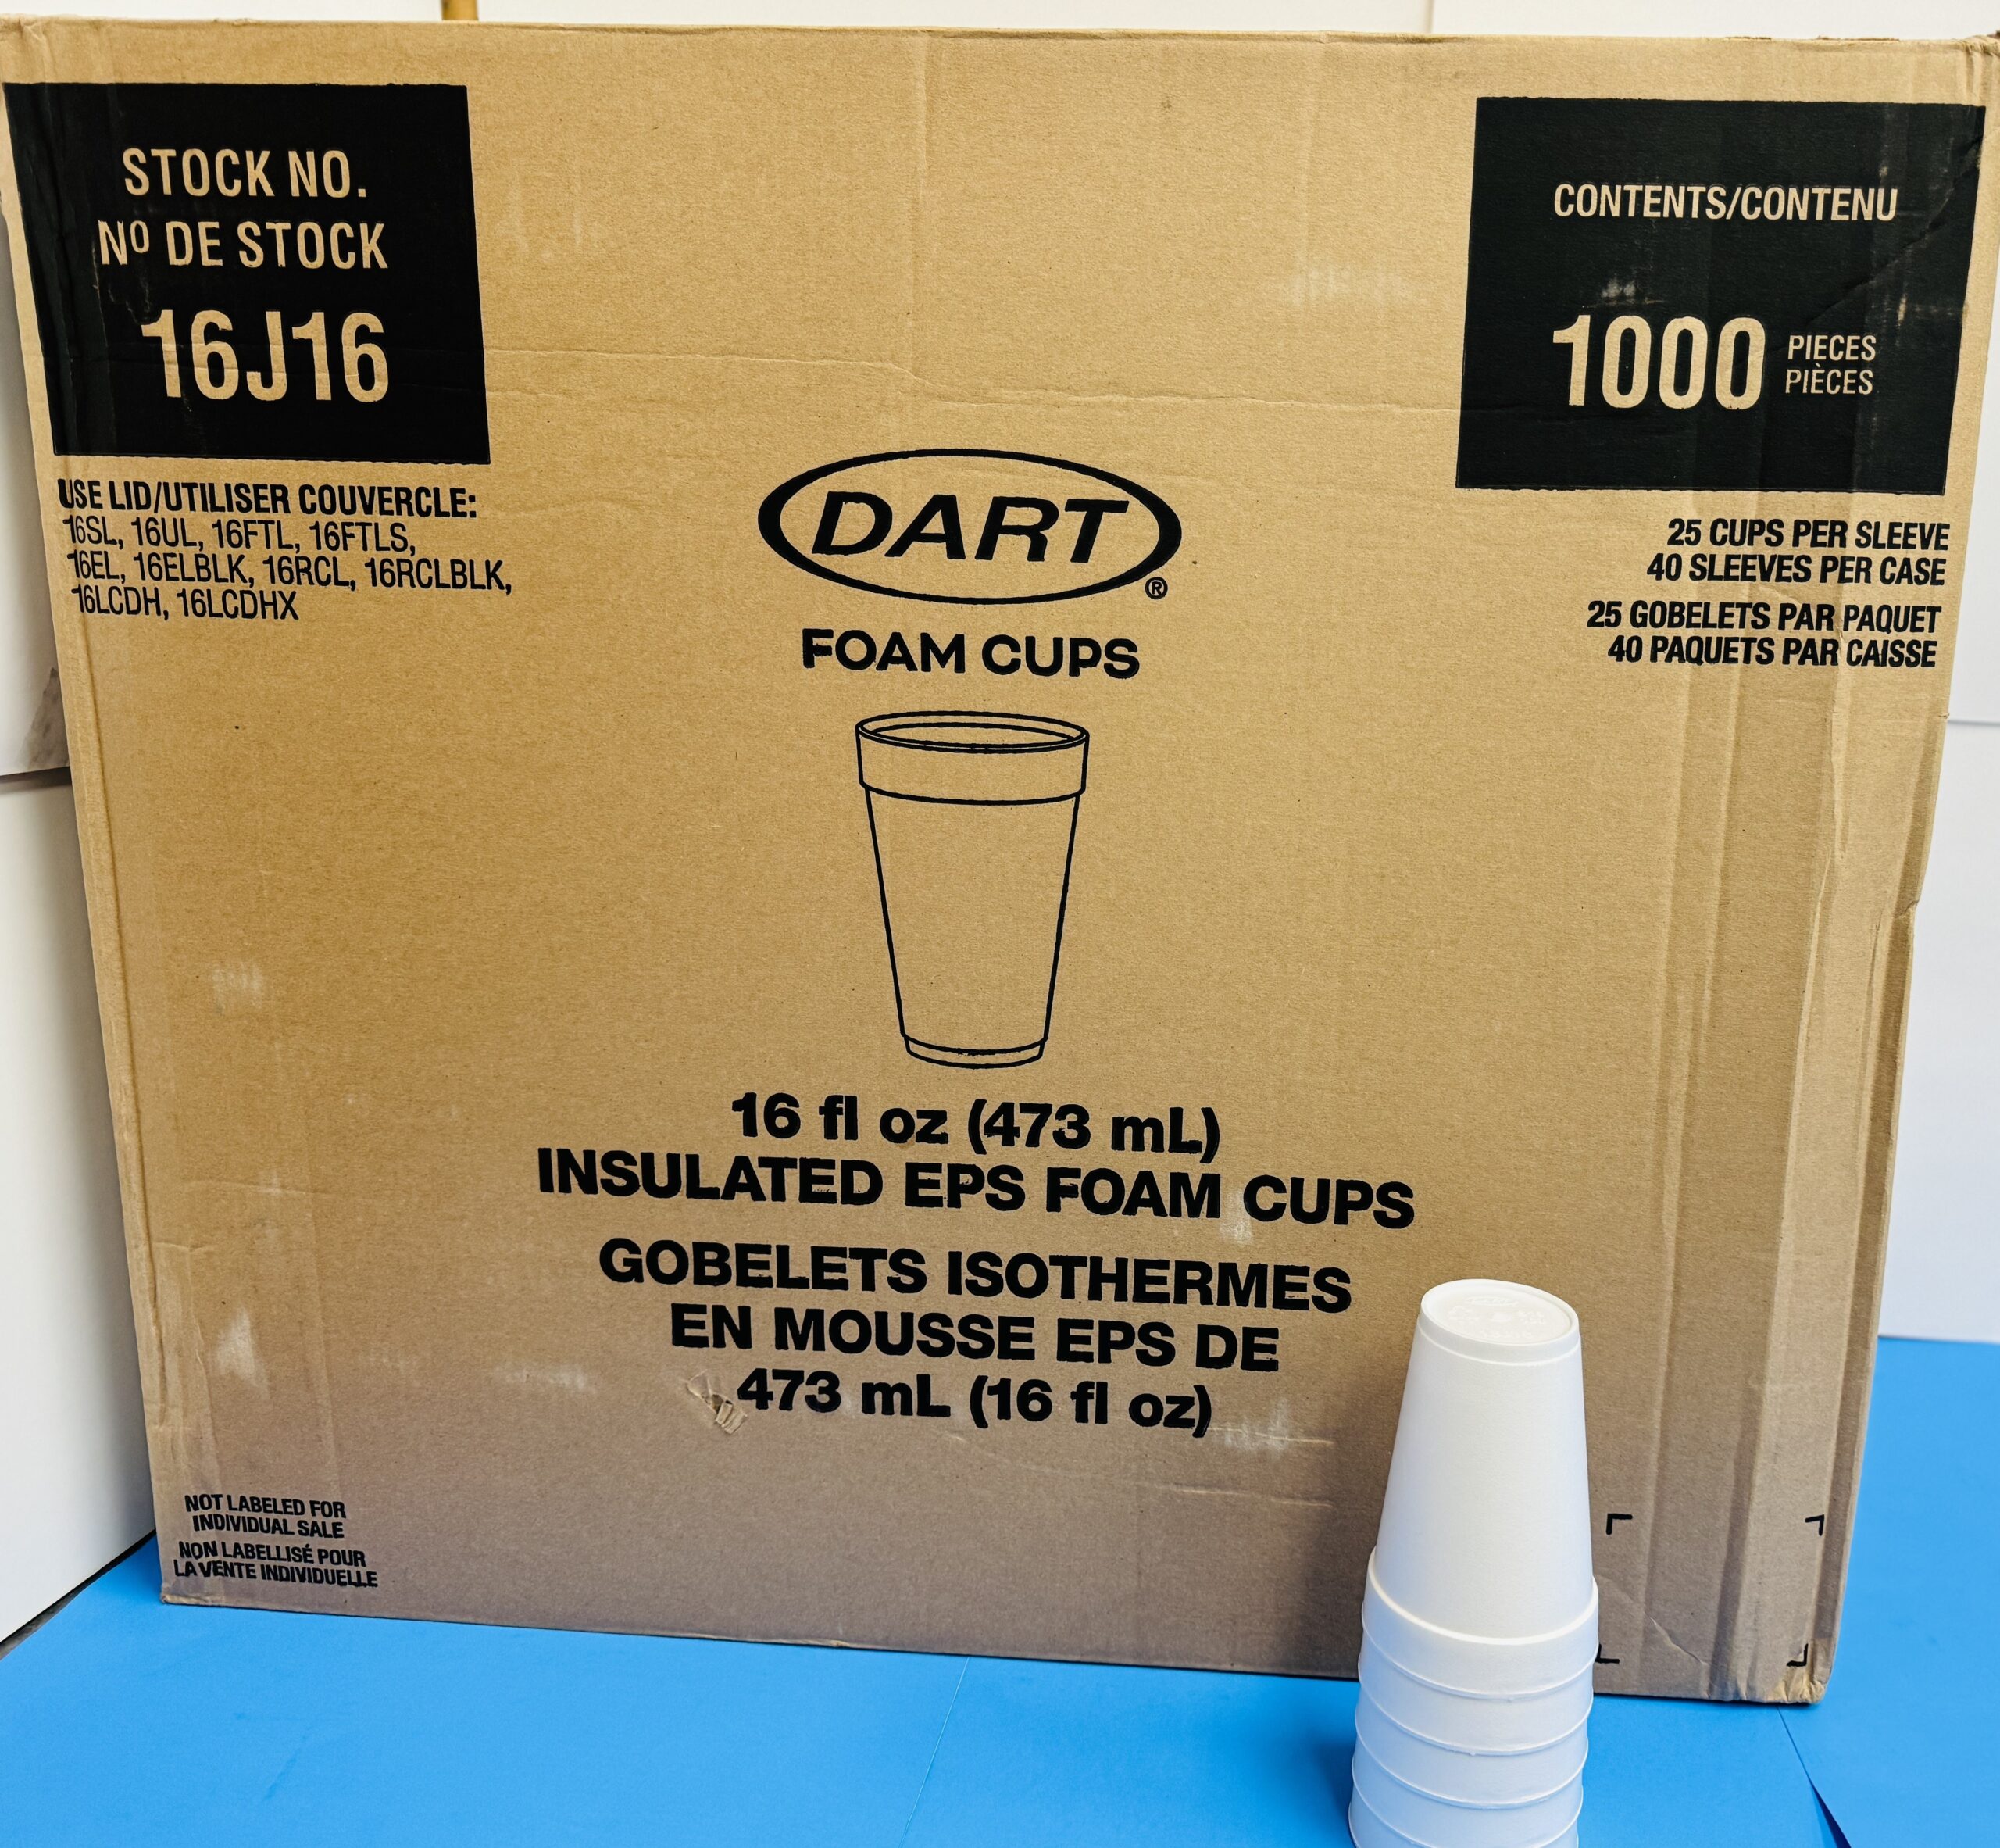 STOCK NO.
Nº DE STOCK
16J16
USE LID/UTILISER COUVERCLE:
16SL, 16UL, 16FTL, 16FTLS,
16EL, 16ELBLK, 16RCL, 16RCLBLK,
16LCDH, 16LCDHX
CONTENTS/CONTENU
1000 PIECES
PIÈCES
25 CUPS PER SLEEVE
40 SLEEVES PER CASE
25 GOBELETS PAR PAQUET
40 PAQUETS PAR CAISSE
DART®
FOAM CUPS
16 fl oz (473 mL)
INSULATED EPS FOAM CUPS
GOBELETS ISOTHERMES
EN MOUSSE EPS DE
473 mL (16 fl oz)
NOT LABELED FOR
INDIVIDUAL SALE
NON LABELLISÉ POUR
LA VENTE INDIVIDUELLE